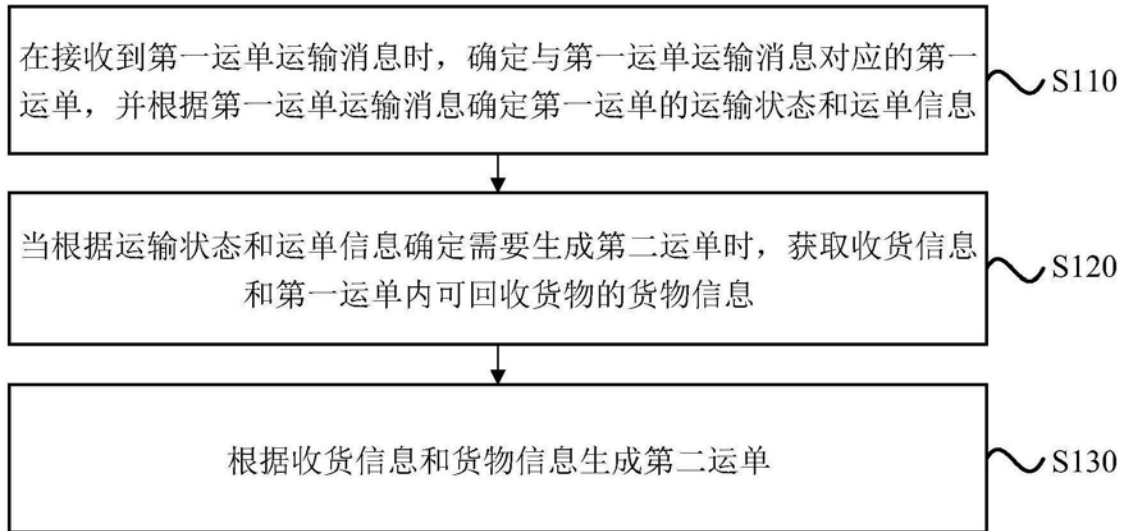 在接收到第一运单运输消息时，确定与第一运单运输消息对应的第一
运单，并根据第一运单运输消息确定第一运单的运输状态和运单信息
S110
当根据运输状态和运单信息确定需要生成第二运单时，获取收货信息
和第一运单内可回收货物的货物信息
S120
根据收货信息和货物信息生成第二运单
S130